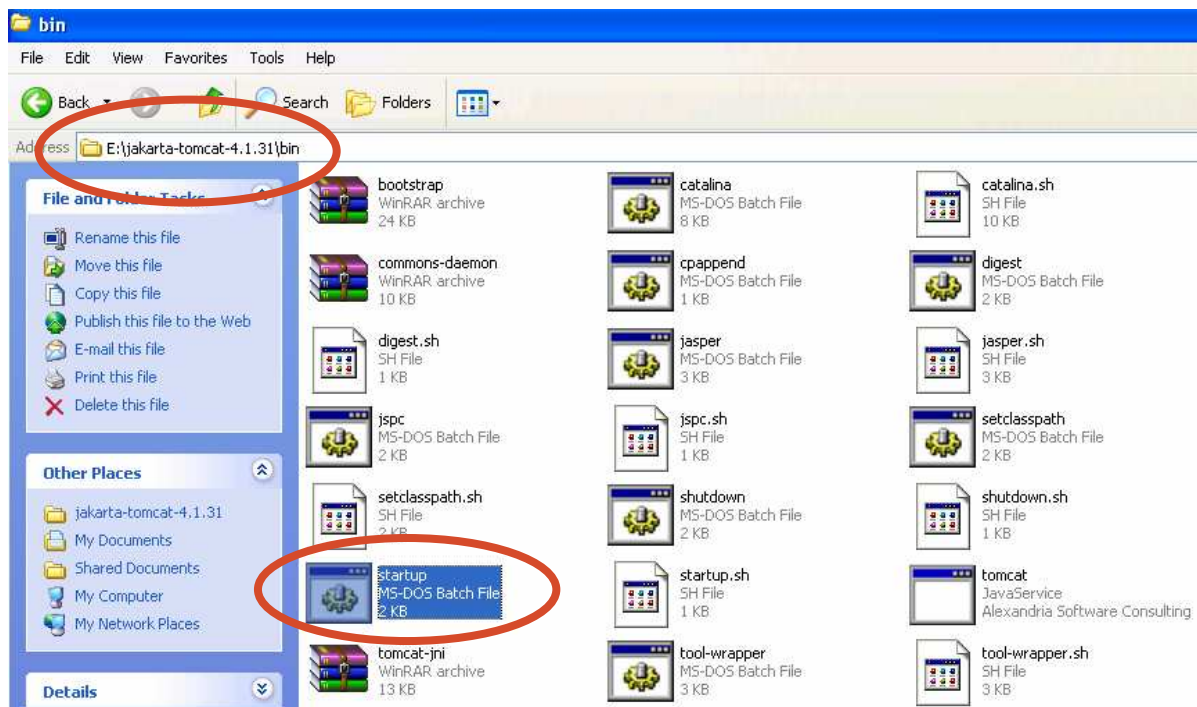 bin
File Edit View Favorites Tools Help
Back Search Folders
Address E:\jakarta-tomcat-4.1.31\bin
File and Folder Tasks
Rename this file
Move this file
Copy this file
Publish this file to the Web
E-mail this file
Print this file
Delete this file
Other Places
jakarta-tomcat-4.1.31
My Documents
Shared Documents
My Computer
My Network Places
Details
bootstrap
WinRAR archive
24 KB
catalina
MS-DOS Batch File
8 KB
catalina.sh
SH File
10 KB
commons-daemon
WinRAR archive
10 KB
cpappend
MS-DOS Batch File
1 KB
digest
MS-DOS Batch File
2 KB
digest.sh
SH File
1 KB
jasper
MS-DOS Batch File
3 KB
jasper.sh
SH File
3 KB
jspc
MS-DOS Batch File
2 KB
jspc.sh
SH File
1 KB
setclasspath
MS-DOS Batch File
2 KB
setclasspath.sh
SH File
2 KB
shutdown
MS-DOS Batch File
2 KB
shutdown.sh
SH File
1 KB
startup
MS-DOS Batch File
2 KB
startup.sh
SH File
1 KB
tomcat
JavaService
Alexandria Software Consulting
tomcat-jni
WinRAR archive
13 KB
tool-wrapper
MS-DOS Batch File
3 KB
tool-wrapper.sh
SH File
3 KB